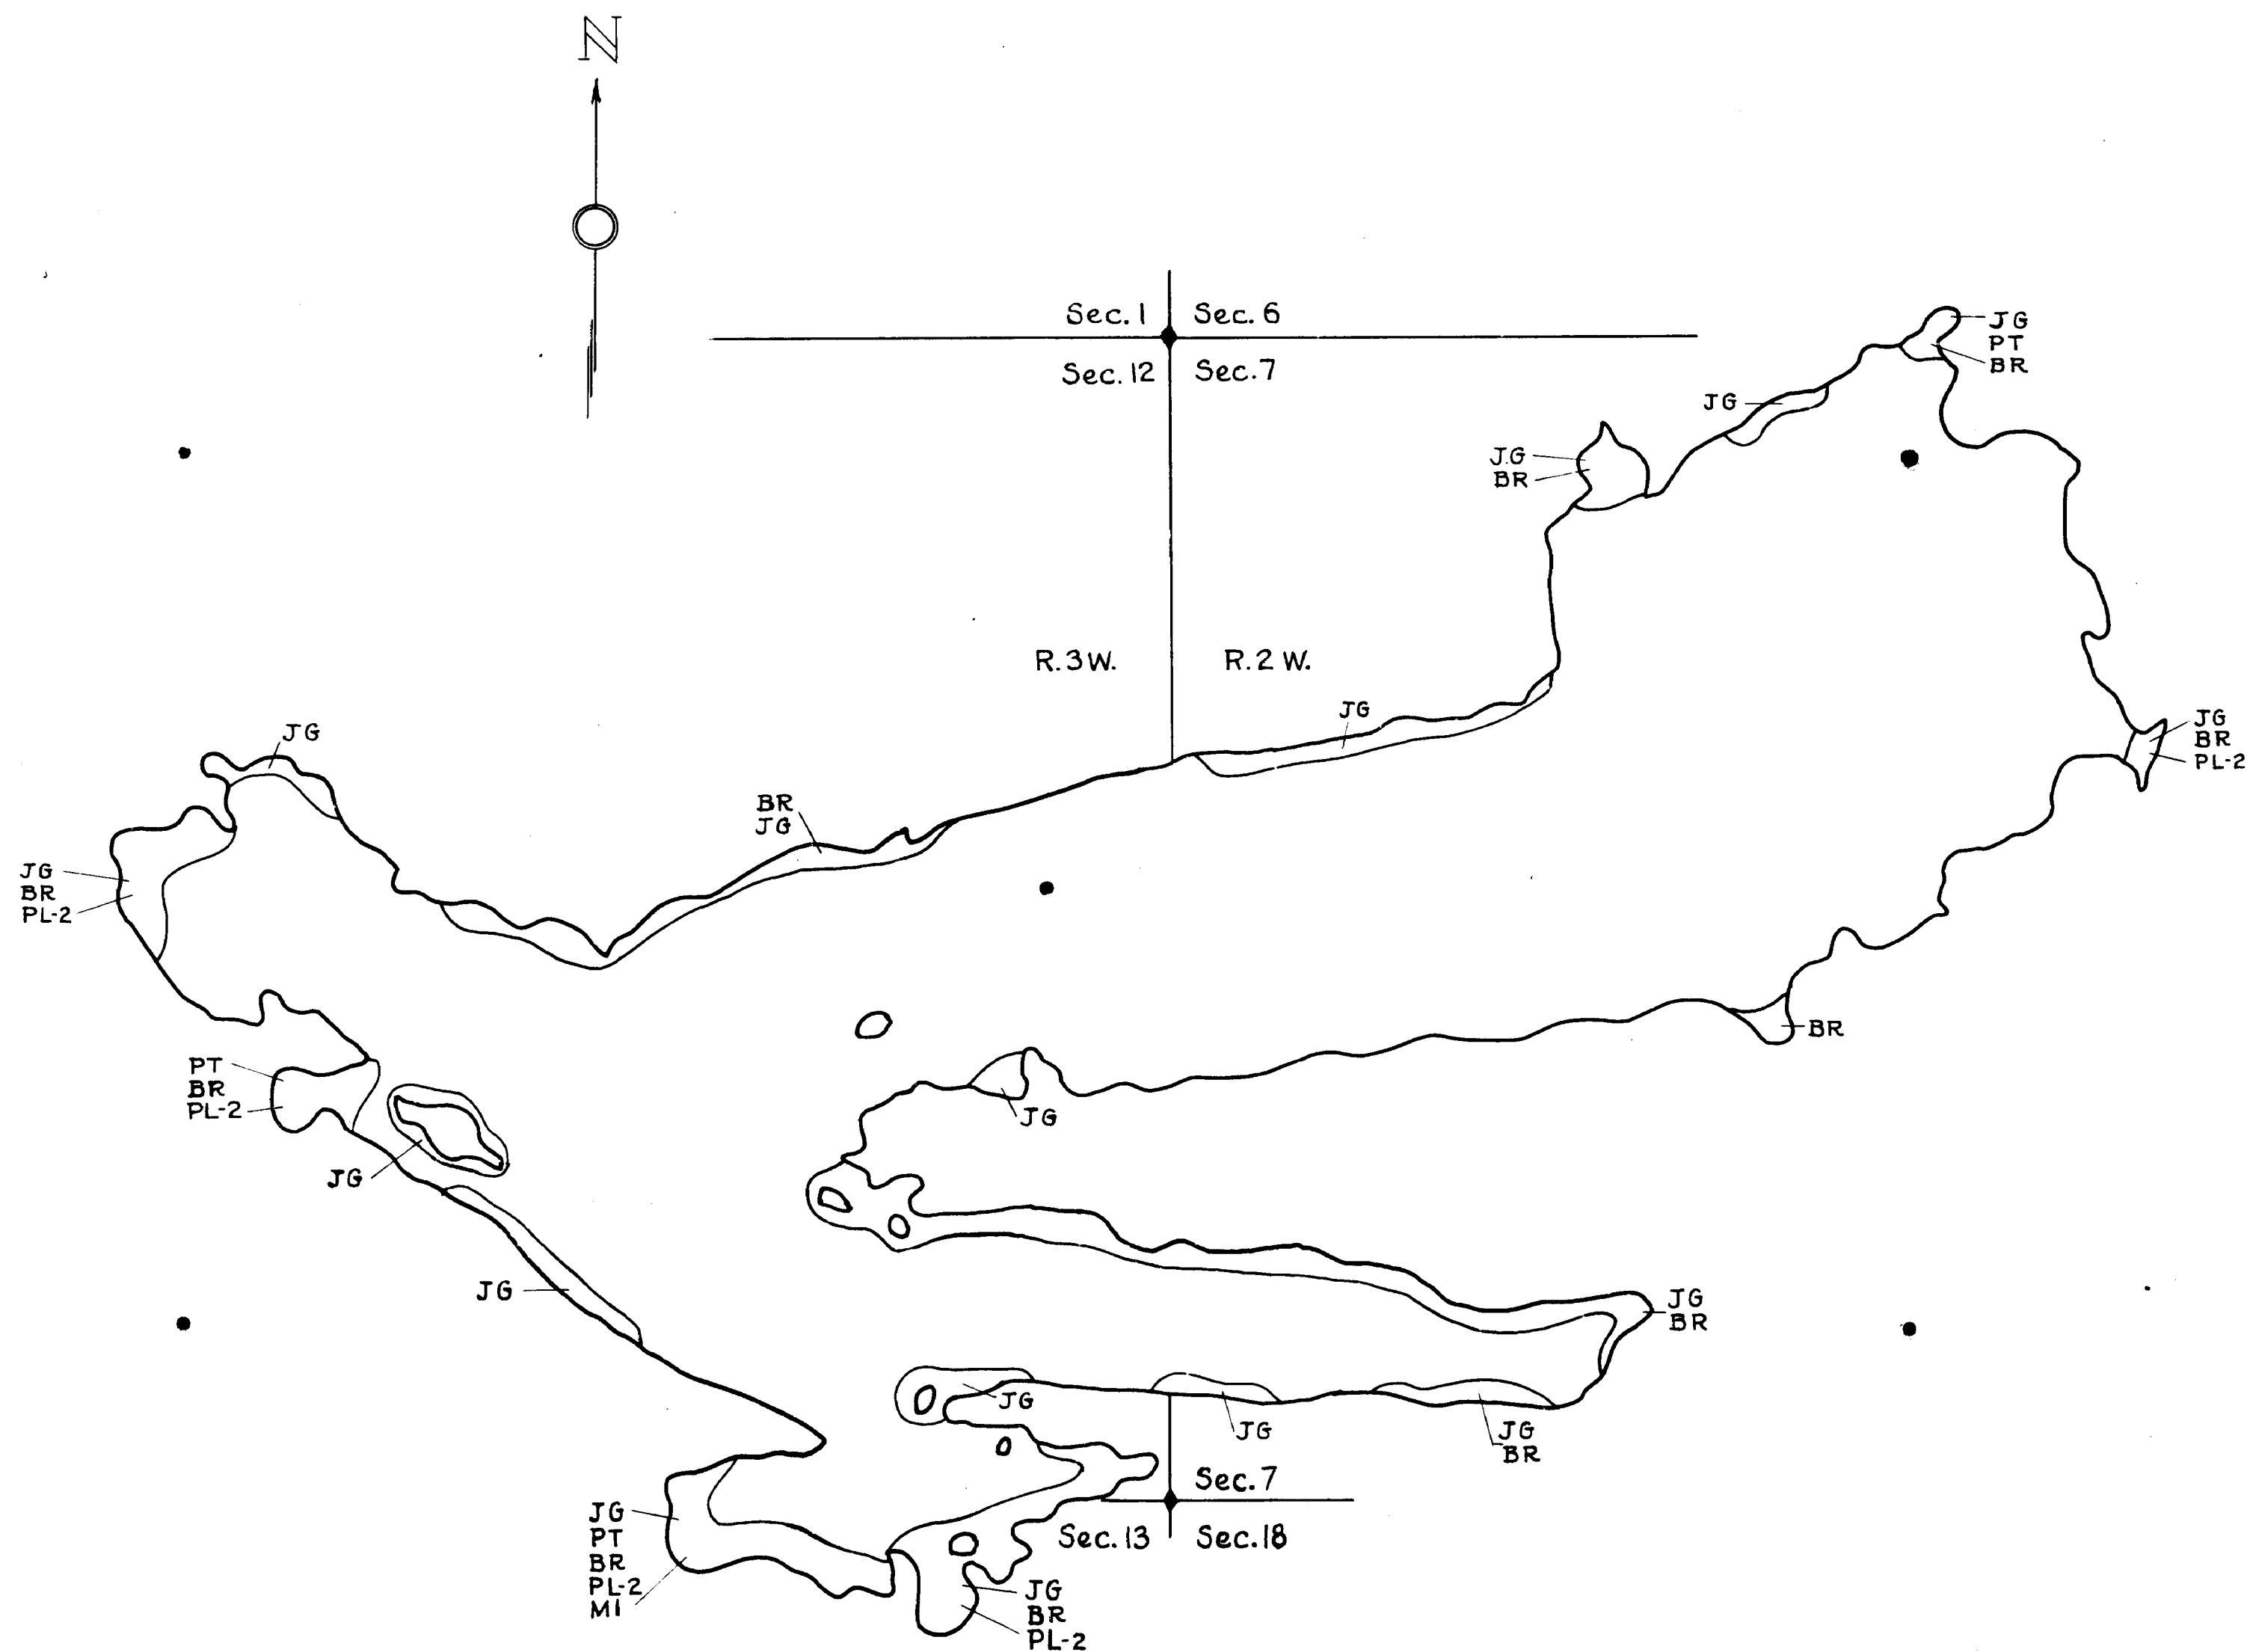 N
Sec. 1
Sec. 6
Sec. 12
Sec. 7
JG
PT
BR
JG
J.G
BR
R. 3 W.
R. 2 W.
JG
JG
BR
PL-2
JG
BR
JG
JG
BR
PL-2
BR
PT
BR
PL-2
JG
JG
JG
JG
BR
JG
JG
JG
BR
Sec. 7
Sec. 13
Sec. 18
JG
PT
BR
PL-2
MI
JG
BR
PL-2